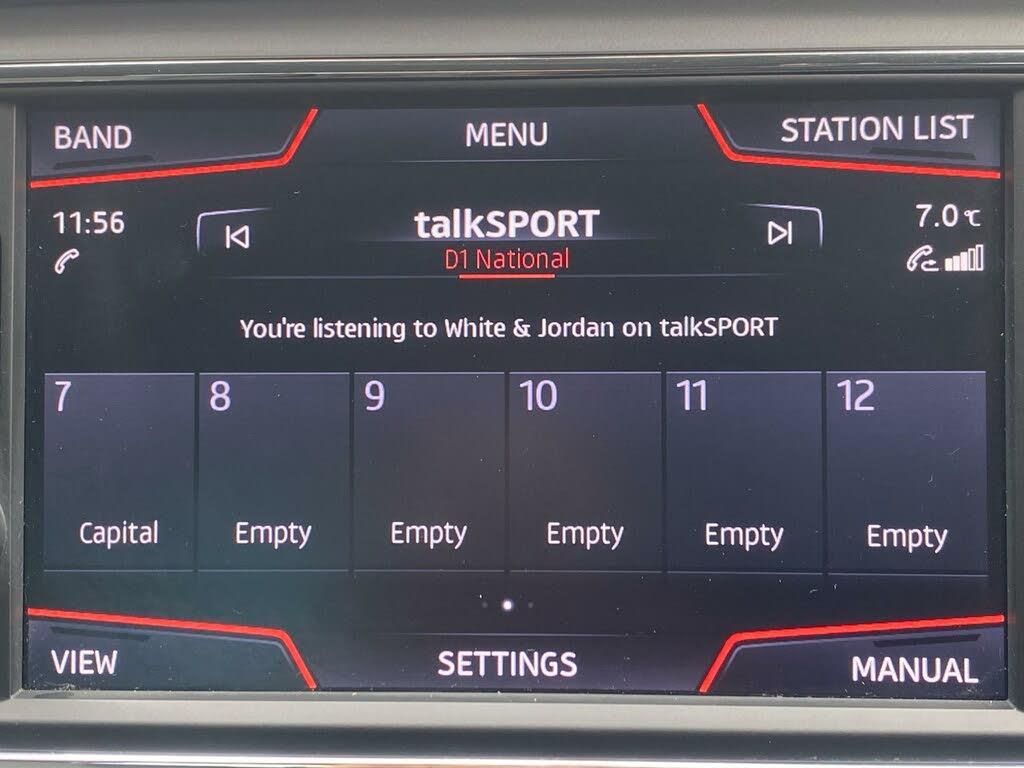 BAND MENU STATION LIST
11:56 talkSPORT 7.0 °C
D1 National
You're listening to White & Jordan on talkSPORT
7 8 9 10 11 12
Capital Empty Empty Empty Empty Empty
VIEW SETTINGS MANUAL